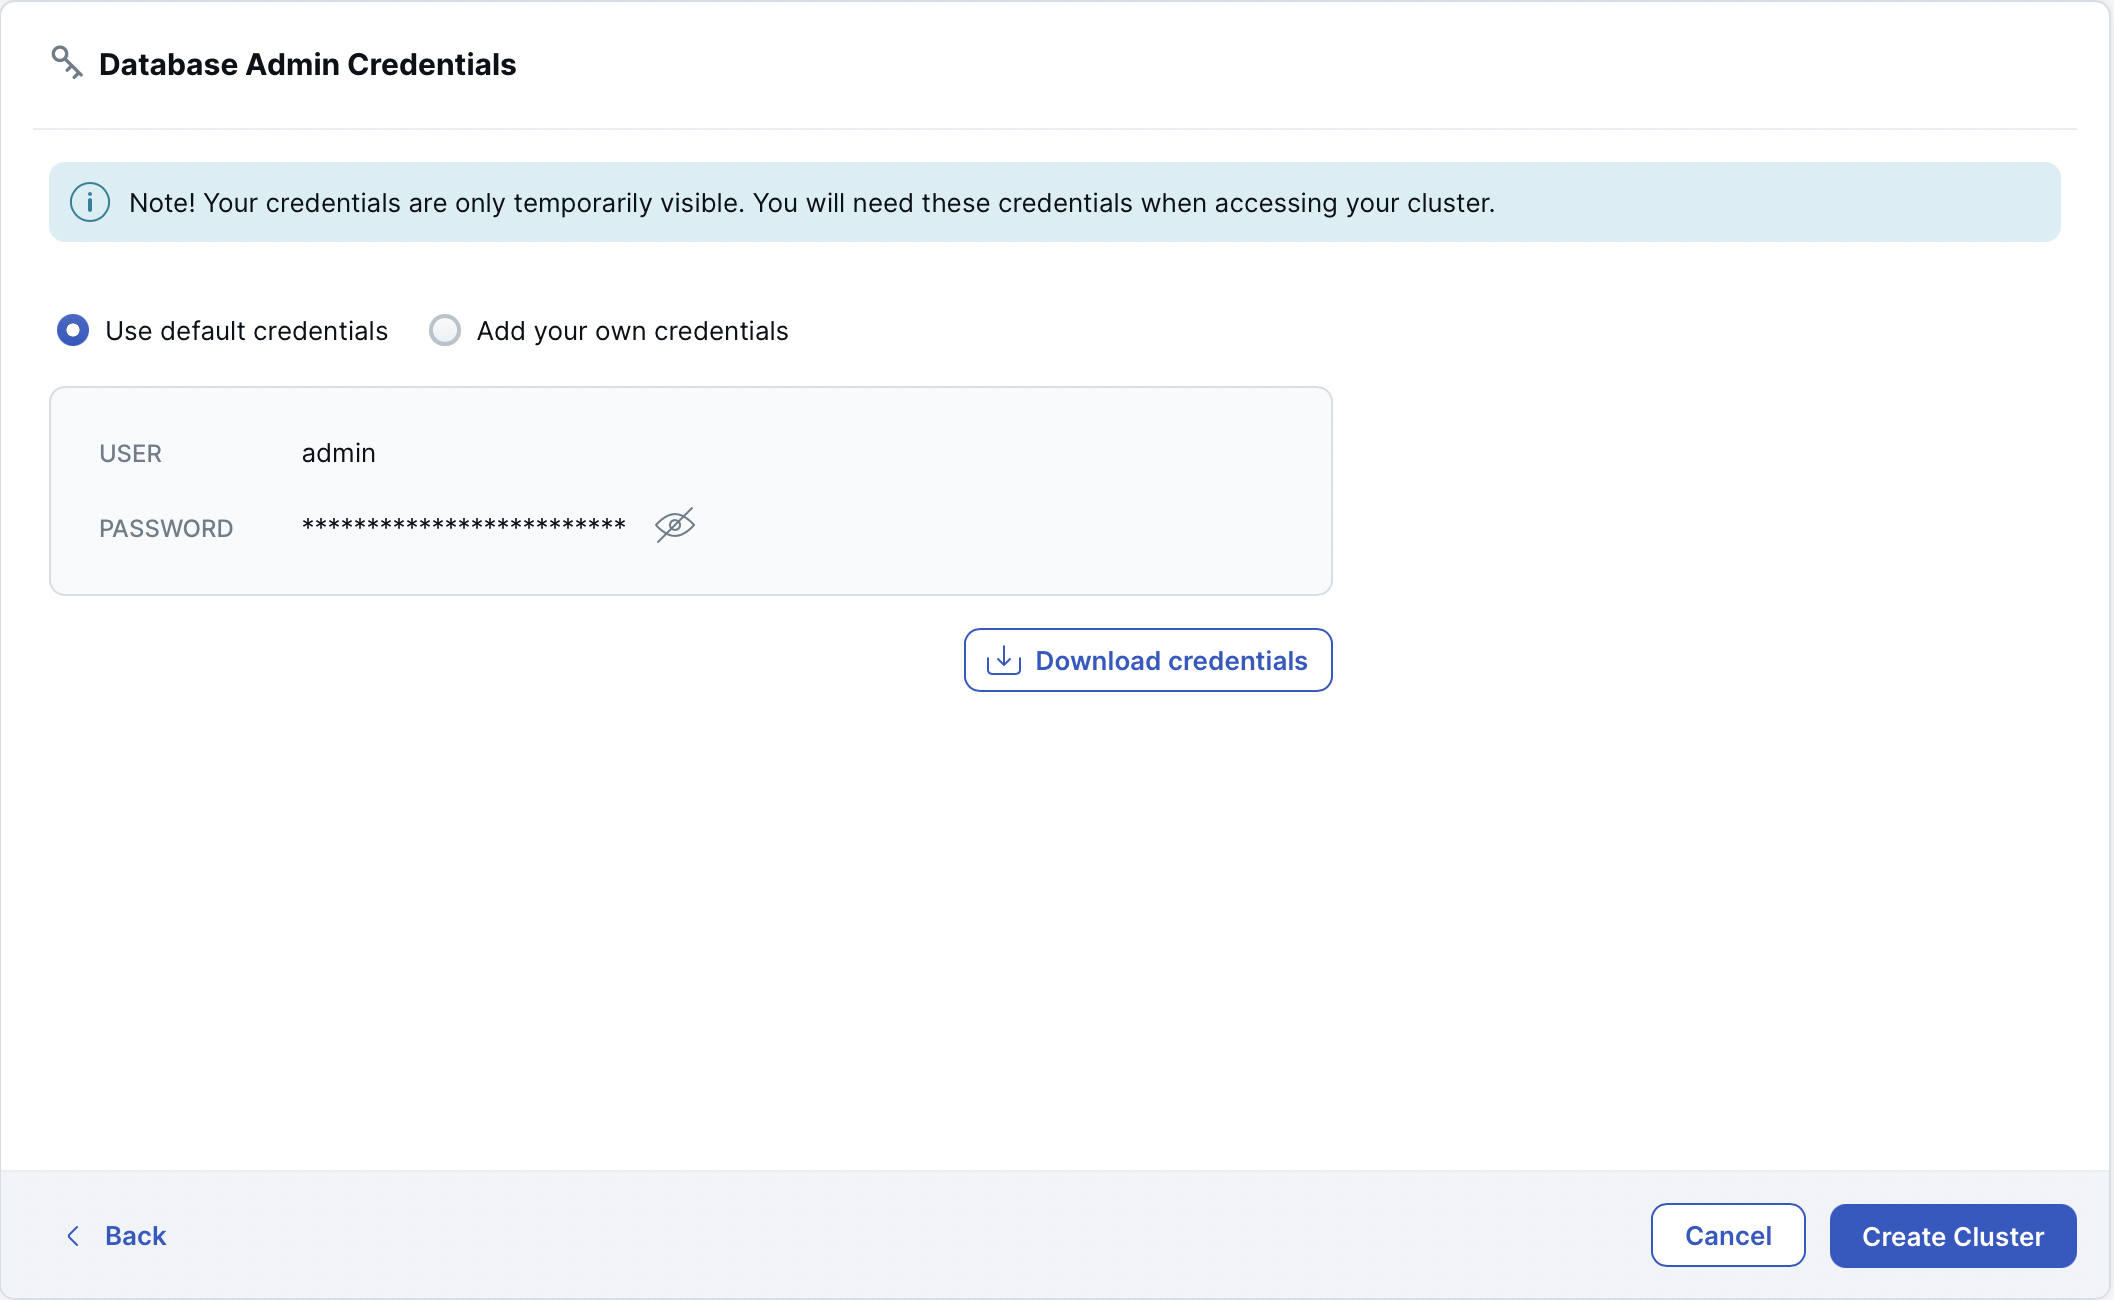 Database Admin Credentials
Note! Your credentials are only temporarily visible. You will need these credentials when accessing your cluster.
Use default credentials Add your own credentials
USER admin
PASSWORD *************************
Download credentials
Back Cancel Create Cluster